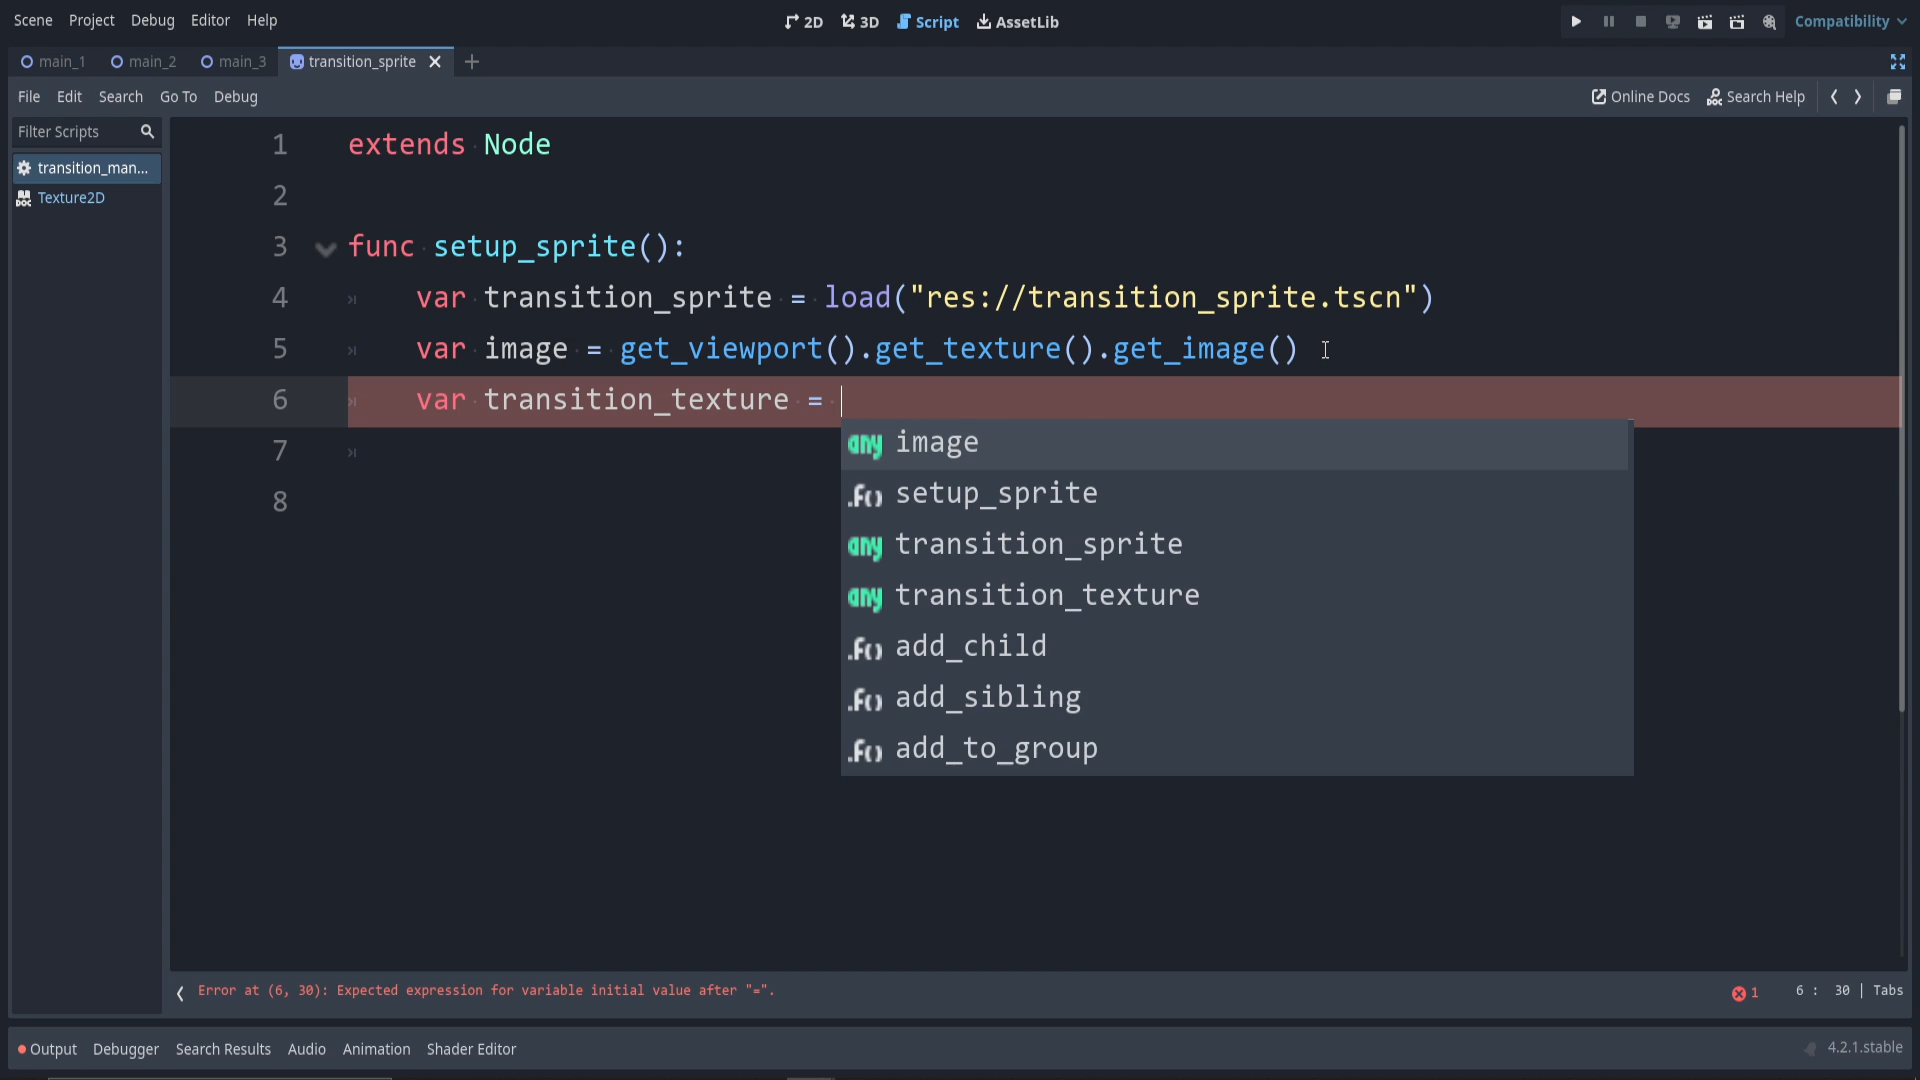 Scene Project Debug Editor Help 2D 3D Script AssetLib Compatibility
main_1 main_2 main_3 transition_sprite
File Edit Search Go To Debug Online Docs Search Help
Filter Scripts
transition_man...
Texture2D
1 extends Node
2
3 func setup_sprite():
4 var transition_sprite = load("res://transition_sprite.tscn")
5 var image = get_viewport().get_texture().get_image()
6 var transition_texture =
7
8
any image
.f() setup_sprite
any transition_sprite
any transition_texture
.f() add_child
.f() add_sibling
.f() add_to_group
Error at (6, 30): Expected expression for variable initial value after "=". 1 6 : 30 | Tabs
Output Debugger Search Results Audio Animation Shader Editor 4.2.1.stable